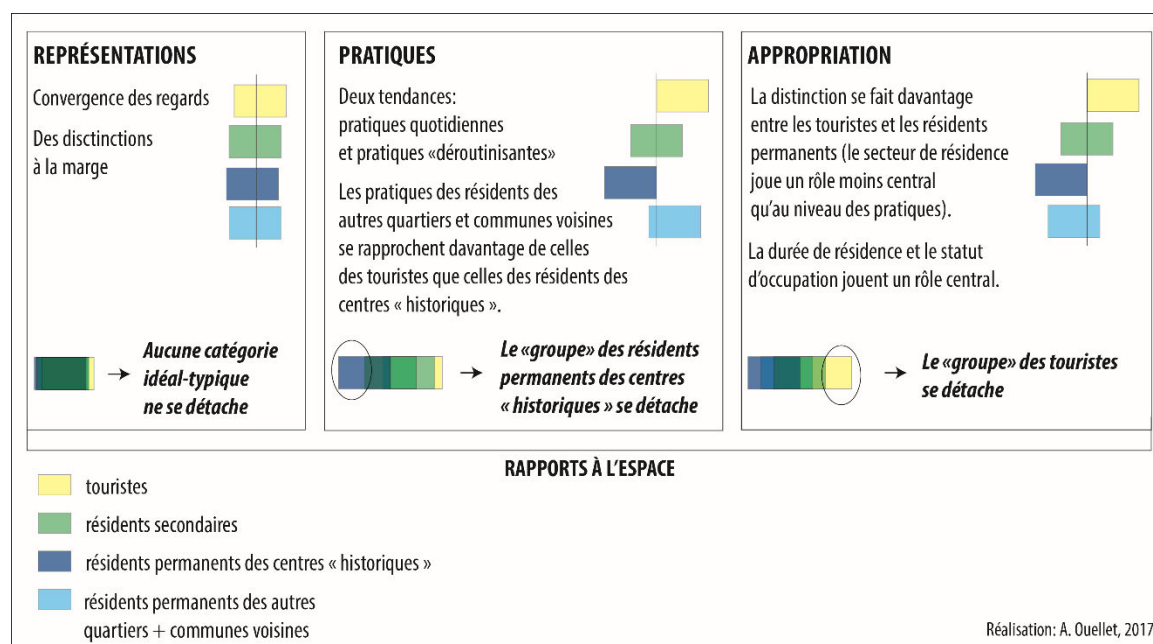 REPRÉSENTATIONS
Convergence des regards
Des disctinctions
à la marge
Aucune catégorie
idéal-typique
ne se détache
PRATIQUES
Deux tendances:
pratiques quotidiennes
et pratiques «déroutinisantes»
Les pratiques des résidents des
autres quartiers et communes voisines
se rapprochent davantage de celles
des touristes que celles des résidents des
centres « historiques ».
Le «groupe» des résidents
permanents des centres
« historiques » se détache
APPROPRIATION
La distinction se fait davantage
entre les touristes et les résidents
permanents (le secteur de résidence
joue un rôle moins central
qu'au niveau des pratiques).
La durée de résidence et le statut
d'occupation jouent un rôle central.
Le «groupe» des touristes
se détache
RAPPORTS À L'ESPACE
touristes
résidents secondaires
résidents permanents des centres « historiques »
résidents permanents des autres
quartiers + communes voisines
Réalisation: A. Ouellet, 2017